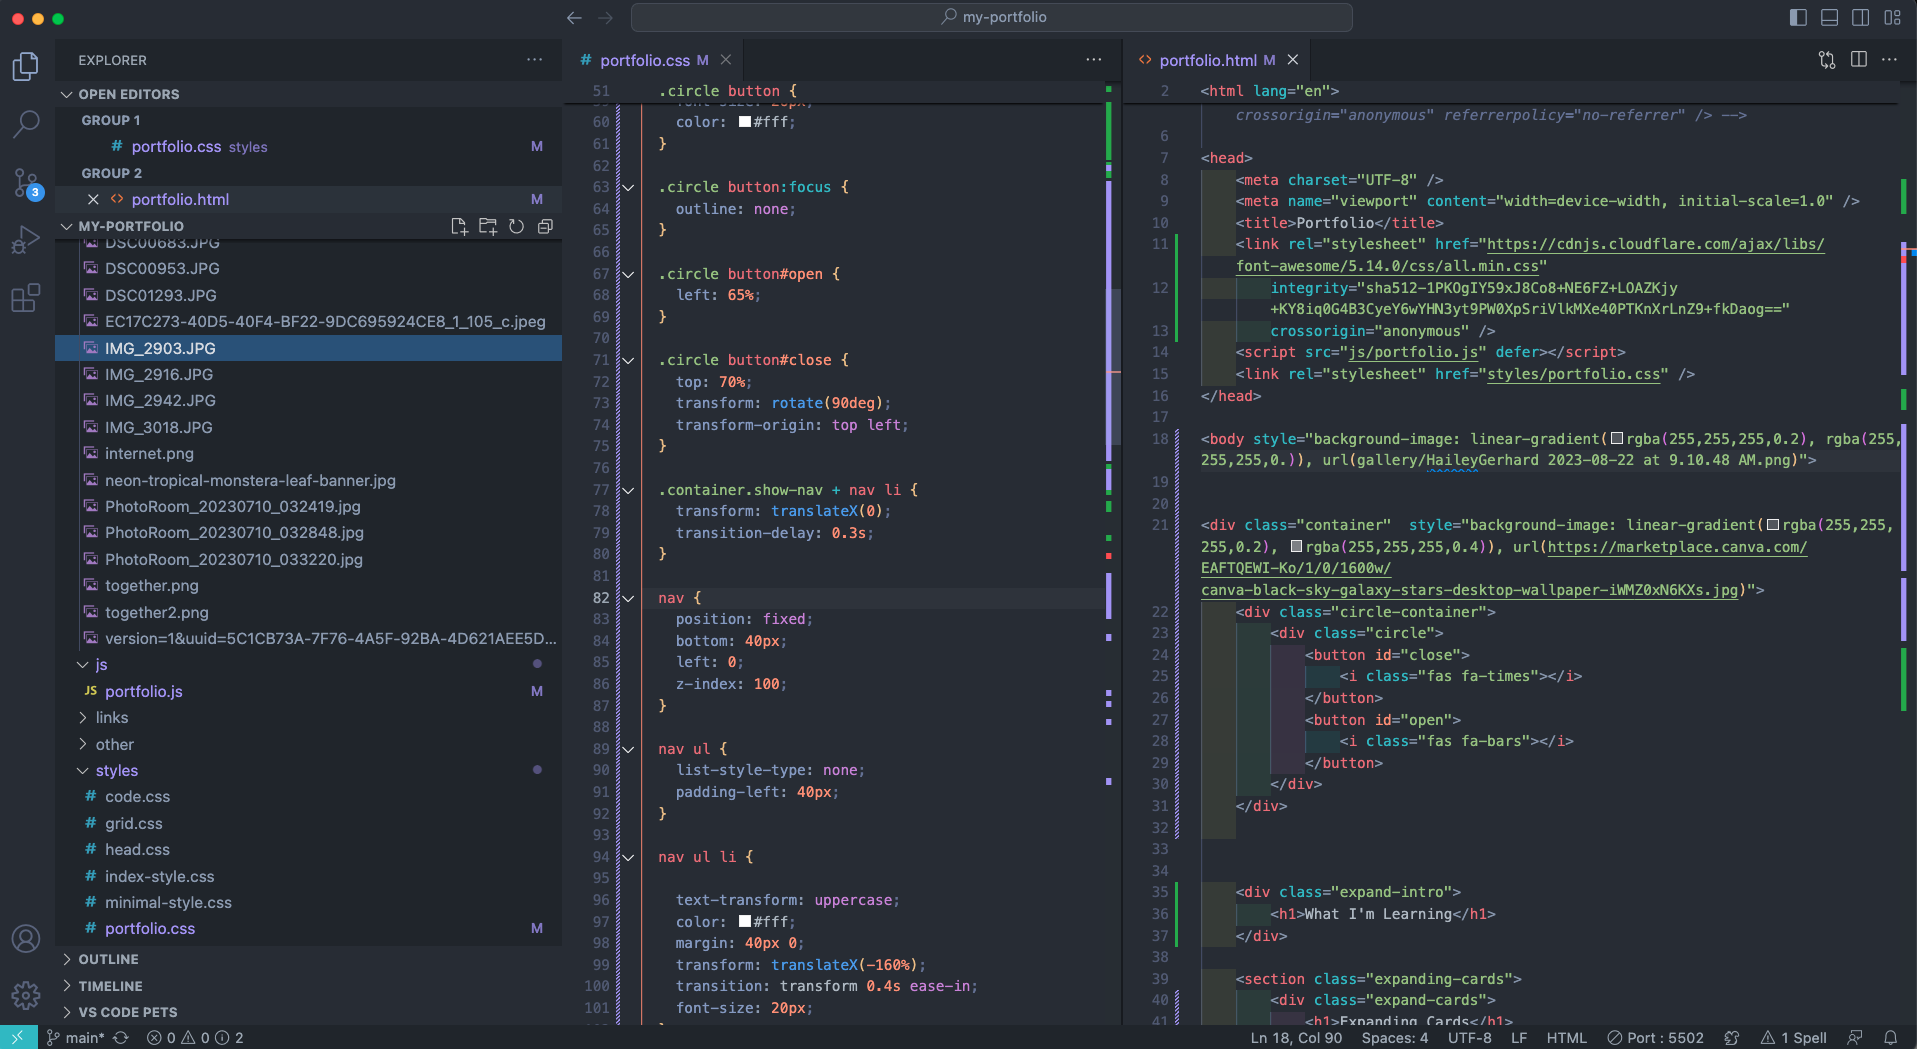 my-portfolio
EXPLORER
OPEN EDITORS
GROUP 1
# portfolio.css styles M
GROUP 2
portfolio.html M
MY-PORTFOLIO
DSC00683.JPG
DSC00953.JPG
DSC01293.JPG
EC17C273-40D5-40F4-BF22-9DC695924CE8_1_105_c.jpeg
IMG_2903.JPG
IMG_2916.JPG
IMG_2942.JPG
IMG_3018.JPG
internet.png
neon-tropical-monstera-leaf-banner.jpg
PhotoRoom_20230710_032419.jpg
PhotoRoom_20230710_032848.jpg
PhotoRoom_20230710_033220.jpg
together.png
together2.png
version=1&uuid=5C1CB73A-7F76-4A5F-92BA-4D621AEE5D...
js
JS portfolio.js M
links
other
styles
# code.css
# grid.css
# head.css
# index-style.css
# minimal-style.css
# portfolio.css M
OUTLINE
TIMELINE
VS CODE PETS
3
# portfolio.css M
51 .circle button {
font-size: 20px;
60 color: #fff;
61 }
62
63 .circle button:focus {
64 outline: none;
65 }
66
67 .circle button#open {
68 left: 65%;
69 }
70
71 .circle button#close {
72 top: 70%;
73 transform: rotate(90deg);
74 transform-origin: top left;
75 }
76
77 .container.show-nav + nav li {
78 transform: translateX(0);
79 transition-delay: 0.3s;
80 }
81
82 nav {
83 position: fixed;
84 bottom: 40px;
85 left: 0;
86 z-index: 100;
87 }
88
89 nav ul {
90 list-style-type: none;
91 padding-left: 40px;
92 }
93
94 nav ul li {
95
96 text-transform: uppercase;
97 color: #fff;
98 margin: 40px 0;
99 transform: translateX(-160%);
100 transition: transform 0.4s ease-in;
101 font-size: 20px;
<> portfolio.html M
2 <html lang="en">
crossorigin="anonymous" referrerpolicy="no-referrer" /> -->
6
7 <head>
8 <meta charset="UTF-8" />
9 <meta name="viewport" content="width=device-width, initial-scale=1.0" />
10 <title>Portfolio</title>
11 <link rel="stylesheet" href="https://cdnjs.cloudflare.com/ajax/libs/
font-awesome/5.14.0/css/all.min.css"
12 integrity="sha512-1PKOgIY59xJ8Co8+NE6FZ+LOAZKjy
+KY8iq0G4B3CyeY6wYHN3yt9PW0XpSriVlkMXe40PTKnXrLnZ9+fkDaog=="
13 crossorigin="anonymous" />
14 <script src="js/portfolio.js" defer></script>
15 <link rel="stylesheet" href="styles/portfolio.css" />
16 </head>
17
18 <body style="background-image: linear-gradient(rgba(255,255,255,0.2), rgba(255,
255,255,0.)), url(gallery/HaileyGerhard 2023-08-22 at 9.10.48 AM.png)">
19
20
21 <div class="container"  style="background-image: linear-gradient(rgba(255,255,
255,0.2), rgba(255,255,255,0.4)), url(https://marketplace.canva.com/
EAFTQEWI-Ko/1/0/1600w/
canva-black-sky-galaxy-stars-desktop-wallpaper-iWMZ0xN6KXs.jpg)">
22 <div class="circle-container">
23 <div class="circle">
24 <button id="close">
25 <i class="fas fa-times"></i>
26 </button>
27 <button id="open">
28 <i class="fas fa-bars"></i>
29 </button>
30 </div>
31 </div>
32
33
34
35 <div class="expand-intro">
36 <h1>What I'm Learning</h1>
37 </div>
38
39 <section class="expanding-cards">
40 <div class="expand-cards">
41 <h1>Expanding Cards</h1>
main* 0 0 2
Ln 18, Col 90 Spaces: 4 UTF-8 LF HTML Port : 5502 1 Spell